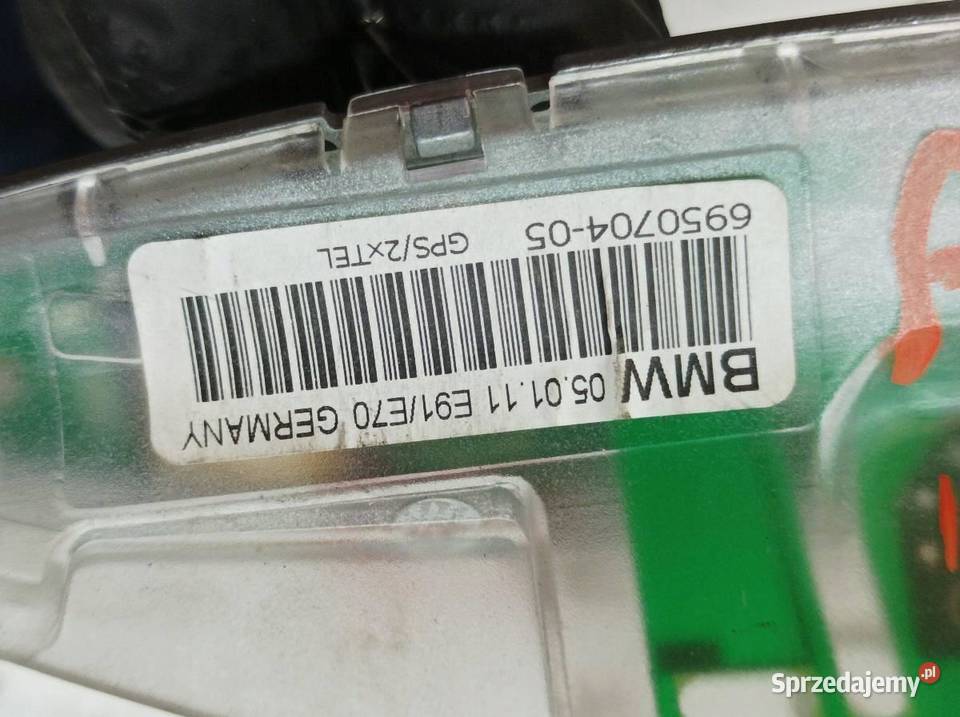 BMW 05.01.11 E91/E70 GERMANY
6950704-05 GPS/2xTEL
Sprzedajemy.pl